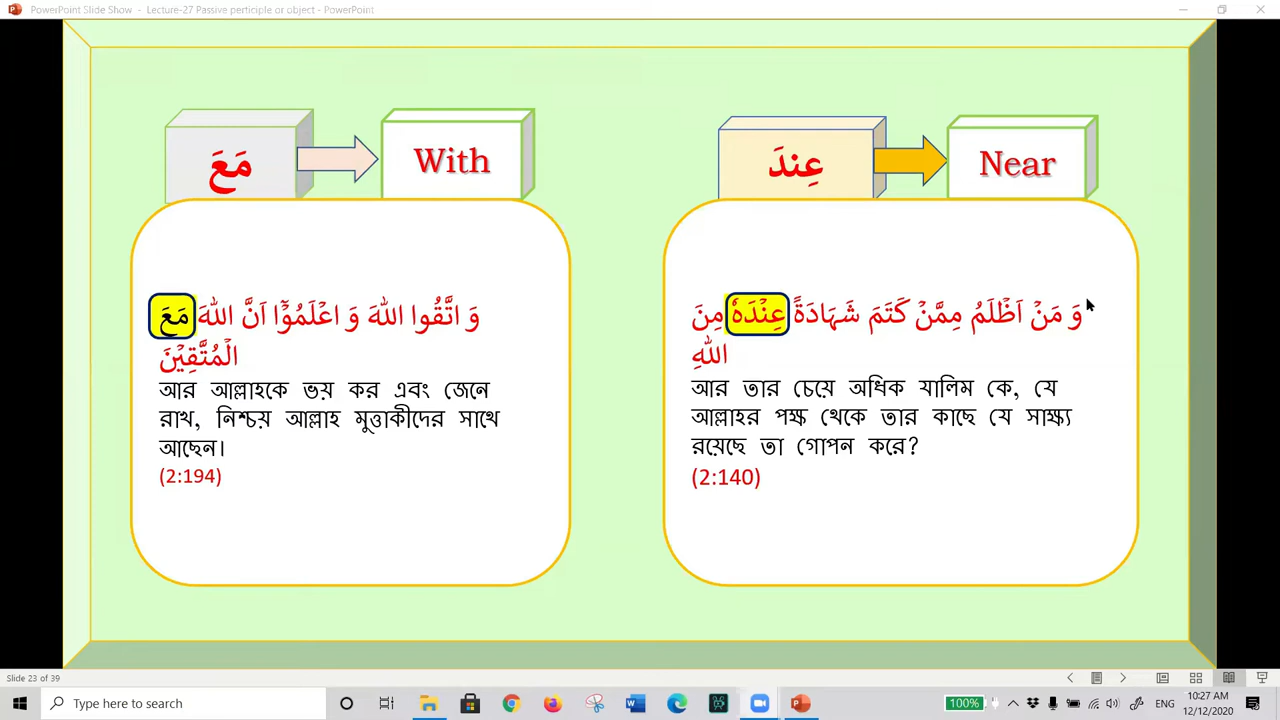 PowerPoint Slide Show - Lecture-27 Passive perticiple or object - PowerPoint
مَعَ
With
عِندَ
Near
وَ اتَّقُوا اللّٰهَ وَ اعْلَمُوْۤا اَنَّ اللّٰهَ مَعَ
الْمُتَّقِيْنَ
আর আল্লাহকে ভয় কর এবং জেনে
রাখ, নিশ্চয় আল্লাহ মুত্তাকীদের সাথে
আছেন।
(2:194)
وَ مَنْ اَظْلَمُ مِمَّنْ كَتَمَ شَهَادَةً عِنْدَهٗ مِنَ
اللّٰهِ
আর তার চেয়ে অধিক যালিম কে, যে
আল্লাহর পক্ষ থেকে তার কাছে যে সাক্ষ্য
রয়েছে তা গোপন করে?
(2:140)
Slide 23 of 39
Type here to search
100%
ENG
10:27 AM
12/12/2020